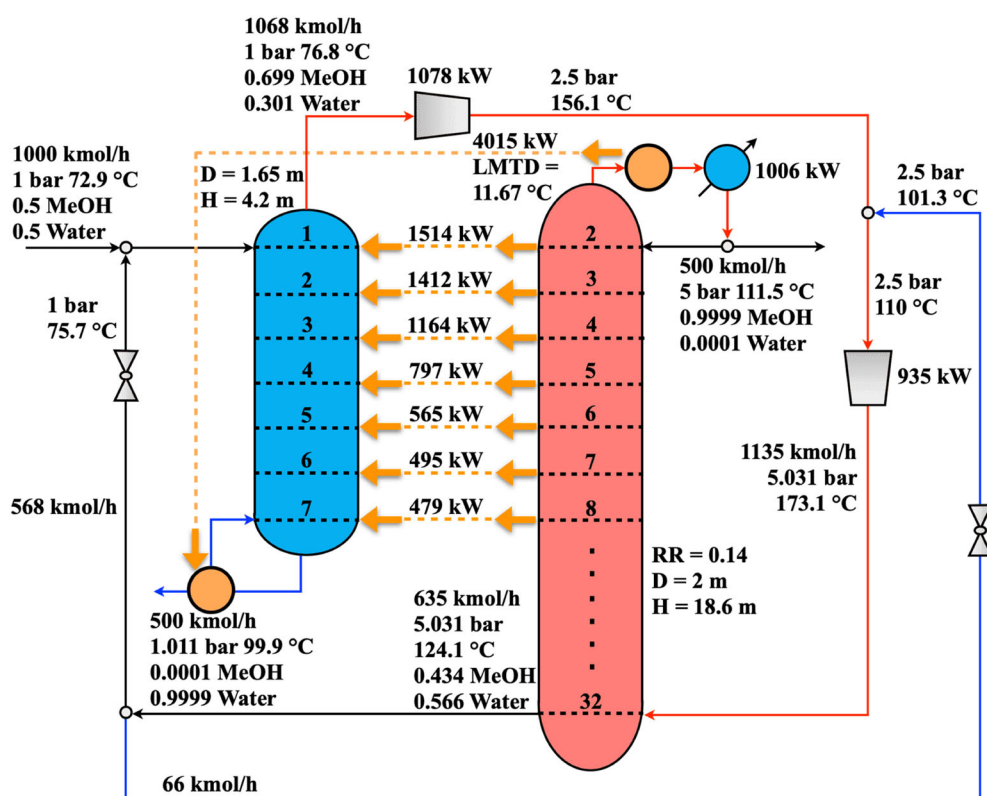 1068 kmol/h
1 bar 76.8 °C
0.699 MeOH
0.301 Water
1078 kW
2.5 bar
156.1 °C
1000 kmol/h
1 bar 72.9 °C
0.5 MeOH
0.5 Water
D = 1.65 m
H = 4.2 m
4015 kW
LMTD =
11.67 °C
1006 kW
2.5 bar
101.3 °C
1
1514 kW
2
2
1412 kW
3
3
1164 kW
4
4
797 kW
5
5
565 kW
6
6
495 kW
7
7
479 kW
8
500 kmol/h
5 bar 111.5 °C
0.9999 MeOH
0.0001 Water
2.5 bar
110 °C
935 kW
1 bar
75.7 °C
1135 kmol/h
5.031 bar
173.1 °C
568 kmol/h
RR = 0.14
D = 2 m
H = 18.6 m
500 kmol/h
1.011 bar 99.9 °C
0.0001 MeOH
0.9999 Water
635 kmol/h
5.031 bar
124.1 °C
0.434 MeOH
0.566 Water
32
66 kmol/h